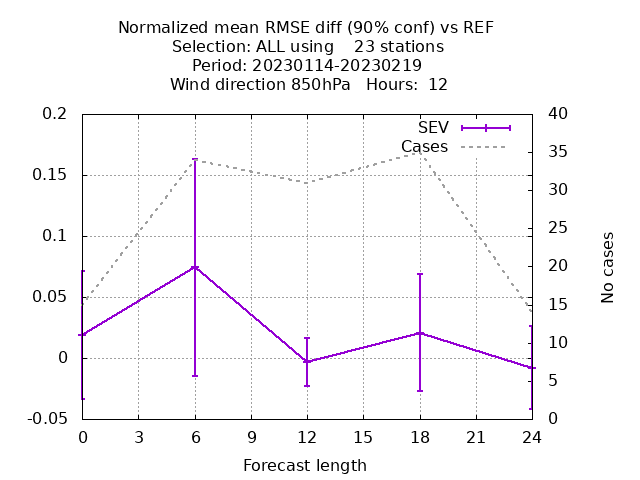 Normalized mean RMSE diff (90% conf) vs REF
Selection: ALL using    23 stations
Period: 20230114-20230219
Wind direction 850hPa   Hours:  12
0.2
0.15
0.1
0.05
0
-0.05
SEV
Cases
40
35
30
25
20
15
10
5
0
No cases
0 3 6 9 12 15 18 21 24
Forecast length